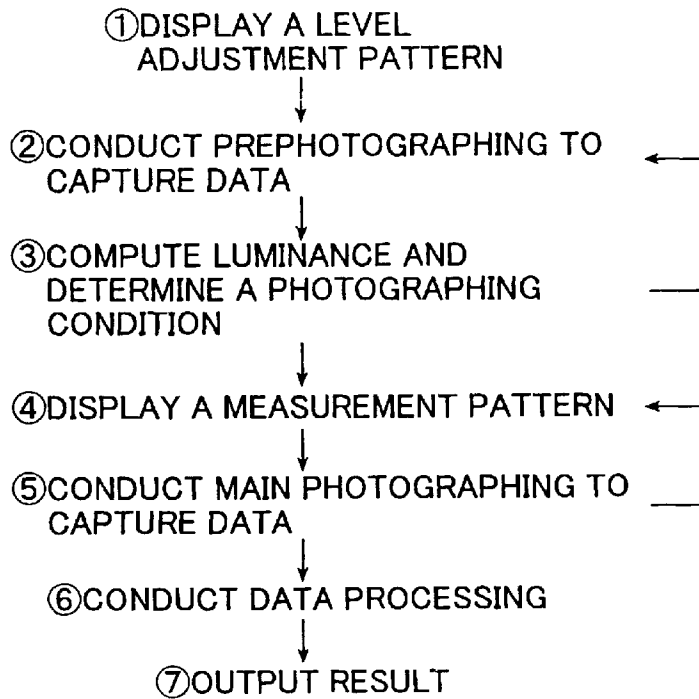 ①DISPLAY A LEVEL
ADJUSTMENT PATTERN
②CONDUCT PREPHOTOGRAPHING TO
CAPTURE DATA
③COMPUTE LUMINANCE AND
DETERMINE A PHOTOGRAPHING
CONDITION
④DISPLAY A MEASUREMENT PATTERN
⑤CONDUCT MAIN PHOTOGRAPHING TO
CAPTURE DATA
⑥CONDUCT DATA PROCESSING
⑦OUTPUT RESULT